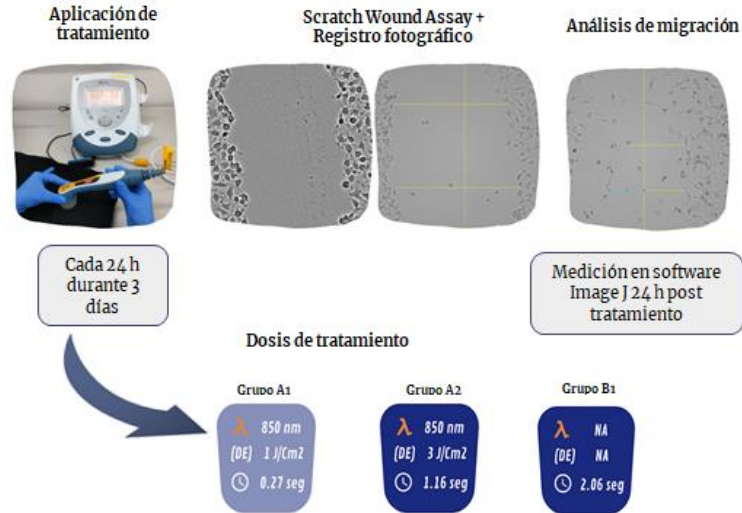 Aplicación de
tratamiento
Scratch Wound Assay +
Registro fotográfico
Análisis de migración
Cada 24 h
durante 3
días
Medición en software
Image J 24 h post
tratamiento
Dosis de tratamiento
Grupo A1
λ 850 nm
(DE) 1 J/Cm2
0.27 seg
Grupo A2
λ 850 nm
(DE) 3 J/Cm2
1.16 seg
Grupo B1
λ NA
(DE) NA
2.06 seg